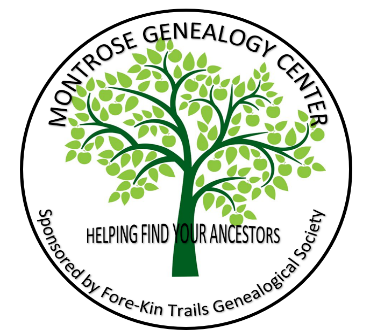 MONTROSE GENEALOGY CENTER
HELPING FIND YOUR ANCESTORS
Sponsored by Fore-Kin Trails Genealogical Society